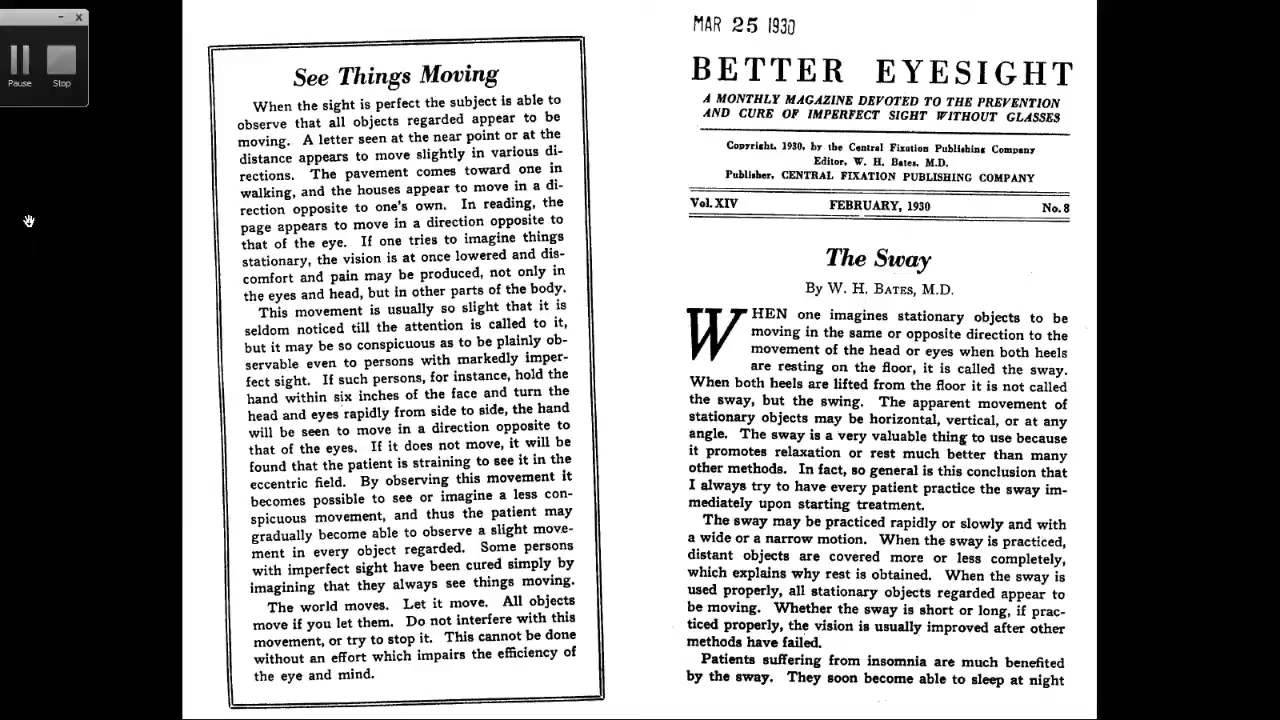 Pause
Stop
See Things Moving
When the sight is perfect the subject is able to
observe that all objects regarded appear to be
moving. A letter seen at the near point or at the
distance appears to move slightly in various di-
rections. The pavement comes toward one in
walking, and the houses appear to move in a di-
rection opposite to one's own. In reading, the
page appears to move in a direction opposite to
that of the eye. If one tries to imagine things
stationary, the vision is at once lowered and dis-
comfort and pain may be produced, not only in
the eyes and head, but in other parts of the body.
This movement is usually so slight that it is
seldom noticed till the attention is called to it,
but it may be so conspicuous as to be plainly ob-
servable even to persons with markedly imper-
fect sight. If such persons, for instance, hold the
hand within six inches of the face and turn the
head and eyes rapidly from side to side, the hand
will be seen to move in a direction opposite to
that of the eyes. If it does not move, it will be
found that the patient is straining to see it in the
eccentric field. By observing this movement it
becomes possible to see or imagine a less con-
spicuous movement, and thus the patient may
gradually become able to observe a slight move-
ment in every object regarded. Some persons
with imperfect sight have been cured simply by
imagining that they always see things moving.
The world moves. Let it move. All objects
move if you let them. Do not interfere with this
movement, or try to stop it. This cannot be done
without an effort which impairs the efficiency of
the eye and mind.
MAR 25 1930
BETTER EYESIGHT
A MONTHLY MAGAZINE DEVOTED TO THE PREVENTION
AND CURE OF IMPERFECT SIGHT WITHOUT GLASSES
Copyright, 1930, by the Central Fixation Publishing Company
Editor, W. H. Bates, M.D.
Publisher, CENTRAL FIXATION PUBLISHING COMPANY
Vol. XIV FEBRUARY, 1930 No. 8
The Sway
By W. H. BATES, M.D.
WHEN one imagines stationary objects to be
moving in the same or opposite direction to the
movement of the head or eyes when both heels
are resting on the floor, it is called the sway.
When both heels are lifted from the floor it is not called
the sway, but the swing. The apparent movement of
stationary objects may be horizontal, vertical, or at any
angle. The sway is a very valuable thing to use because
it promotes relaxation or rest much better than many
other methods. In fact, so general is this conclusion that
I always try to have every patient practice the sway im-
mediately upon starting treatment.
The sway may be practiced rapidly or slowly and with
a wide or a narrow motion. When the sway is practiced,
distant objects are covered more or less completely,
which explains why rest is obtained. When the sway is
used properly, all stationary objects regarded appear to
be moving. Whether the sway is short or long, if prac-
ticed properly, the vision is usually improved after other
methods have failed.
Patients suffering from insomnia are much benefited
by the sway. They soon become able to sleep at night